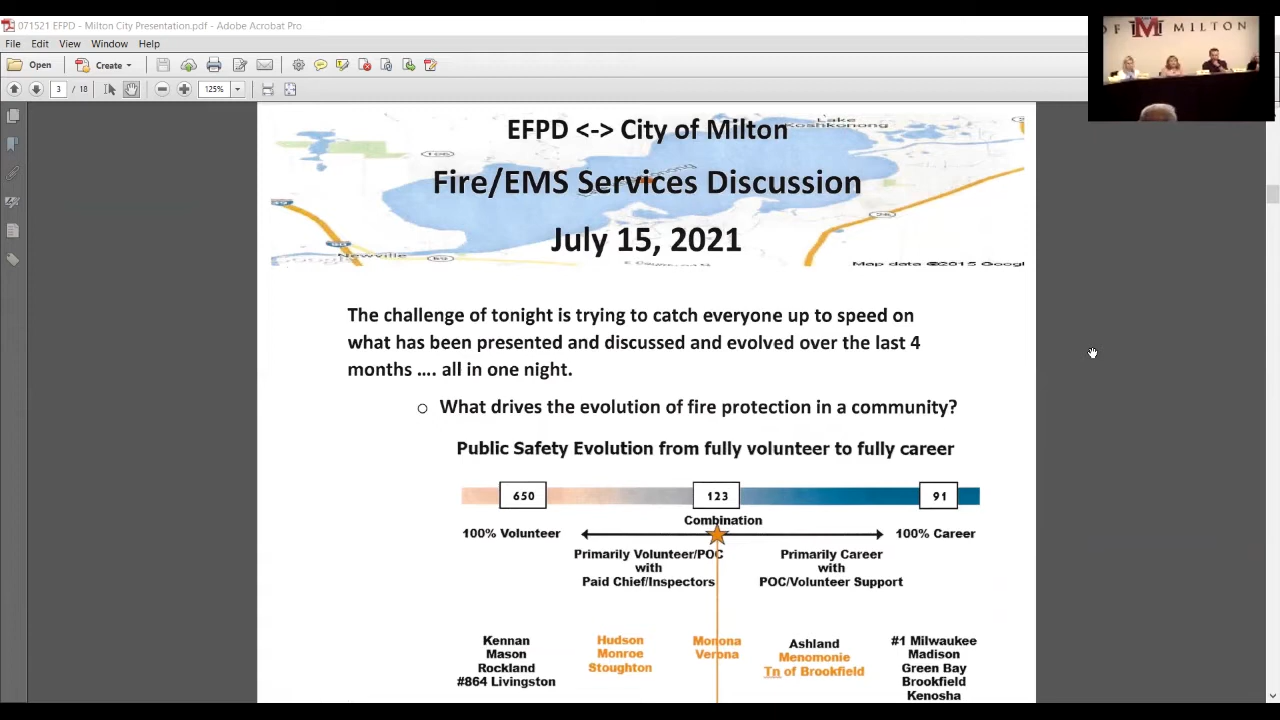 071521 EFPD - Milton City Presentation.pdf - Adobe Acrobat Pro
File Edit View Window Help
Open Create
3 / 18 125%
OF M MILTON
EFPD <-> City of Milton
Lake Koshkonong
Fire/EMS Services Discussion
26
July 15, 2021
Newville
59
Map data ©2015 Googl
The challenge of tonight is trying to catch everyone up to speed on
what has been presented and discussed and evolved over the last 4
months .... all in one night.
o What drives the evolution of fire protection in a community?
Public Safety Evolution from fully volunteer to fully career
650 123 91
Combination
100% Volunteer 100% Career
Primarily Volunteer/POC
with
Paid Chief/Inspectors
Primarily Career
with
POC/Volunteer Support
Kennan
Mason
Rockland
#864 Livingston
Hudson
Monroe
Stoughton
Monona
Verona
Ashland
Menomonie
Tn of Brookfield
#1 Milwaukee
Madison
Green Bay
Brookfield
Kenosha